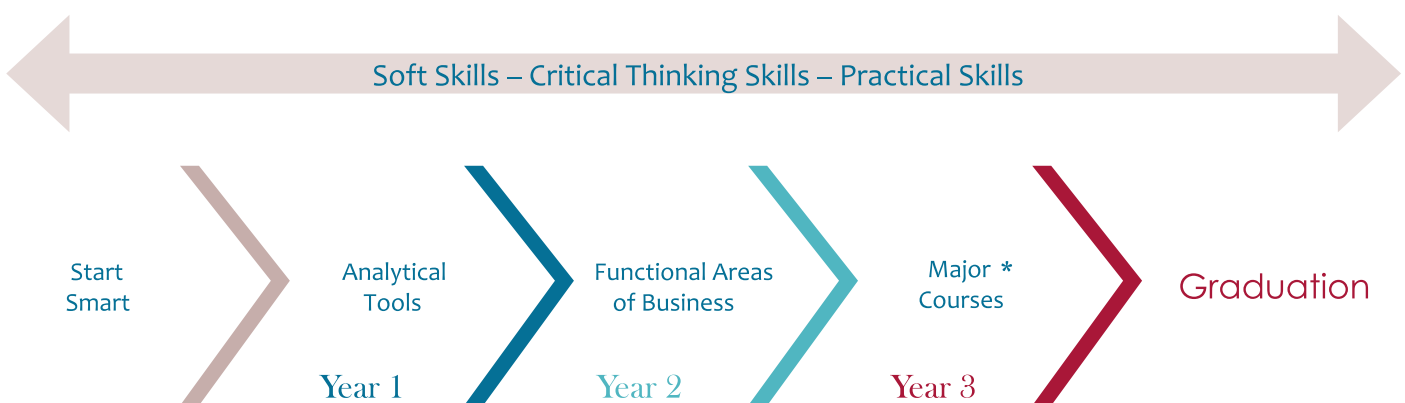 Soft Skills – Critical Thinking Skills – Practical Skills
Start
Smart
Analytical
Tools
Functional Areas
of Business
Major *
Courses
Graduation
Year 1
Year 2
Year 3